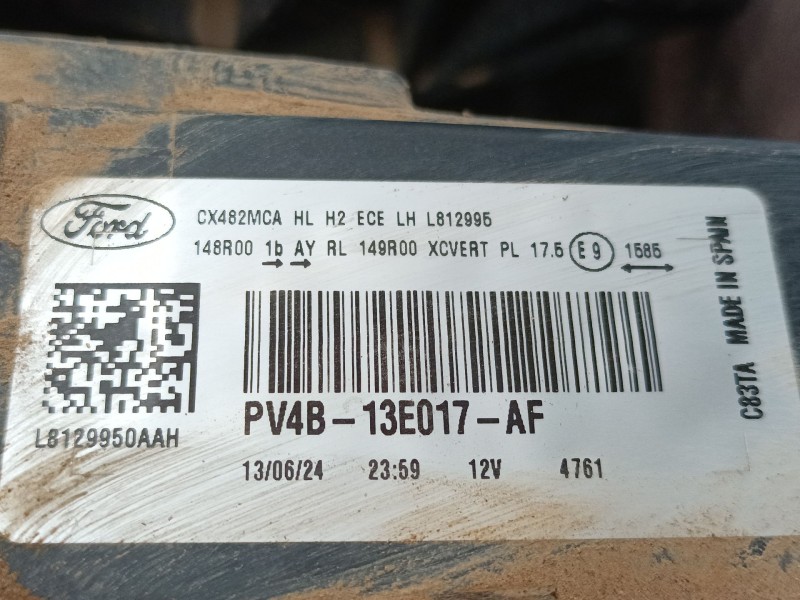 Ford
CX482MCA HL H2 ECE LH L812995
148R00 1b AY RL 149R00 XCVERT PL 17.5 E9 1585
L8129950AAH
PV4B-13E017-AF
13/06/24 23:59 12V 4761
C83TA MADE IN SPAIN